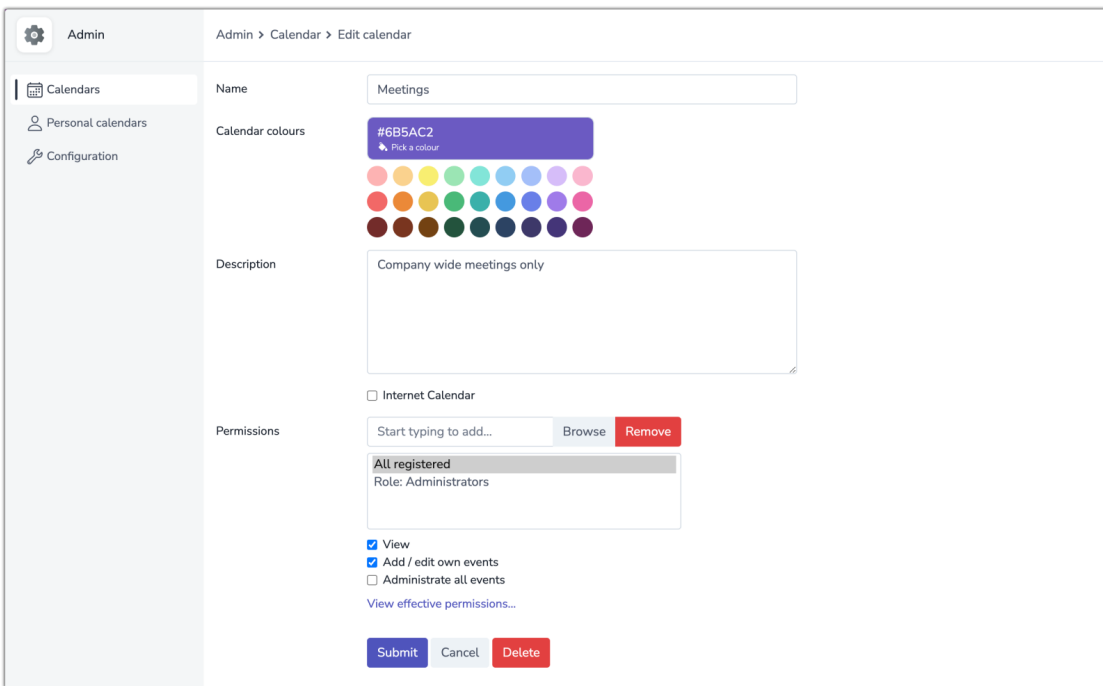 Admin
Admin > Calendar > Edit calendar
Calendars
Personal calendars
Configuration
Name
Meetings
Calendar colours
#6B5AC2
Pick a colour
Description
Company wide meetings only
Internet Calendar
Permissions
Start typing to add...
Browse
Remove
All registered
Role: Administrators
View
Add / edit own events
Administrate all events
View effective permissions...
Submit
Cancel
Delete